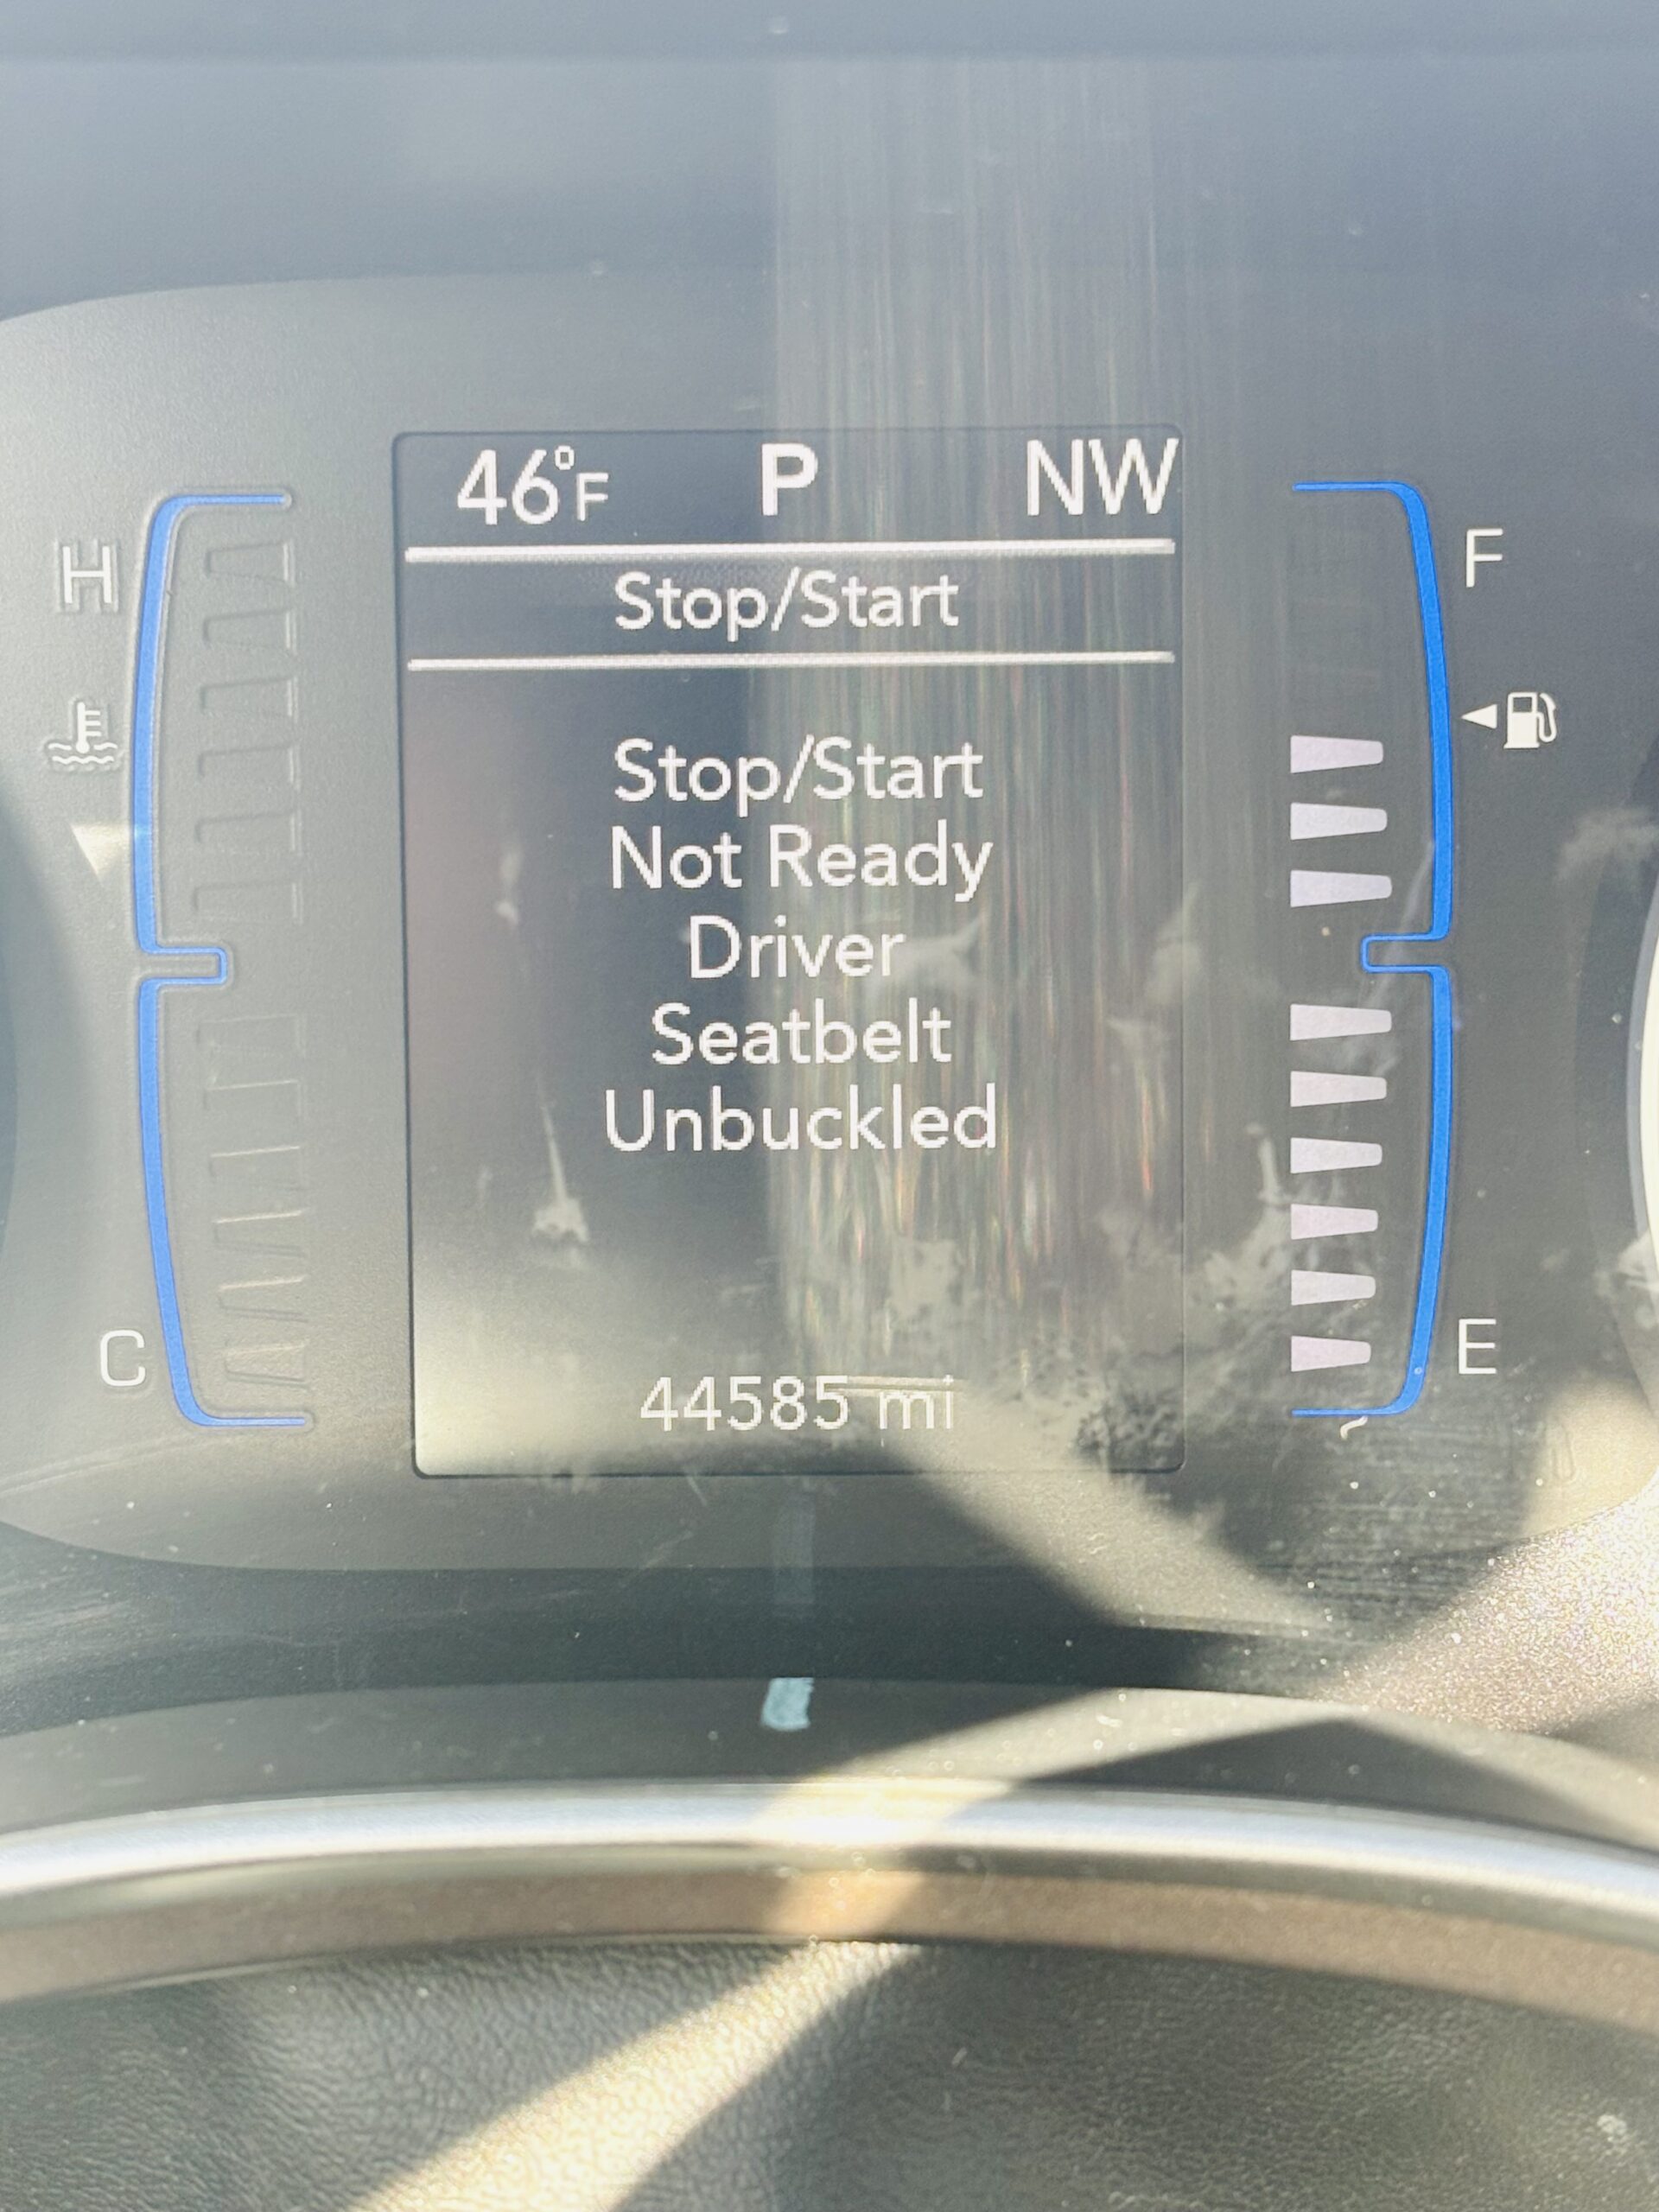 46°F P NW
Stop/Start
H F
Stop/Start
Not Ready
Driver
Seatbelt
Unbuckled
C E
44585 mi